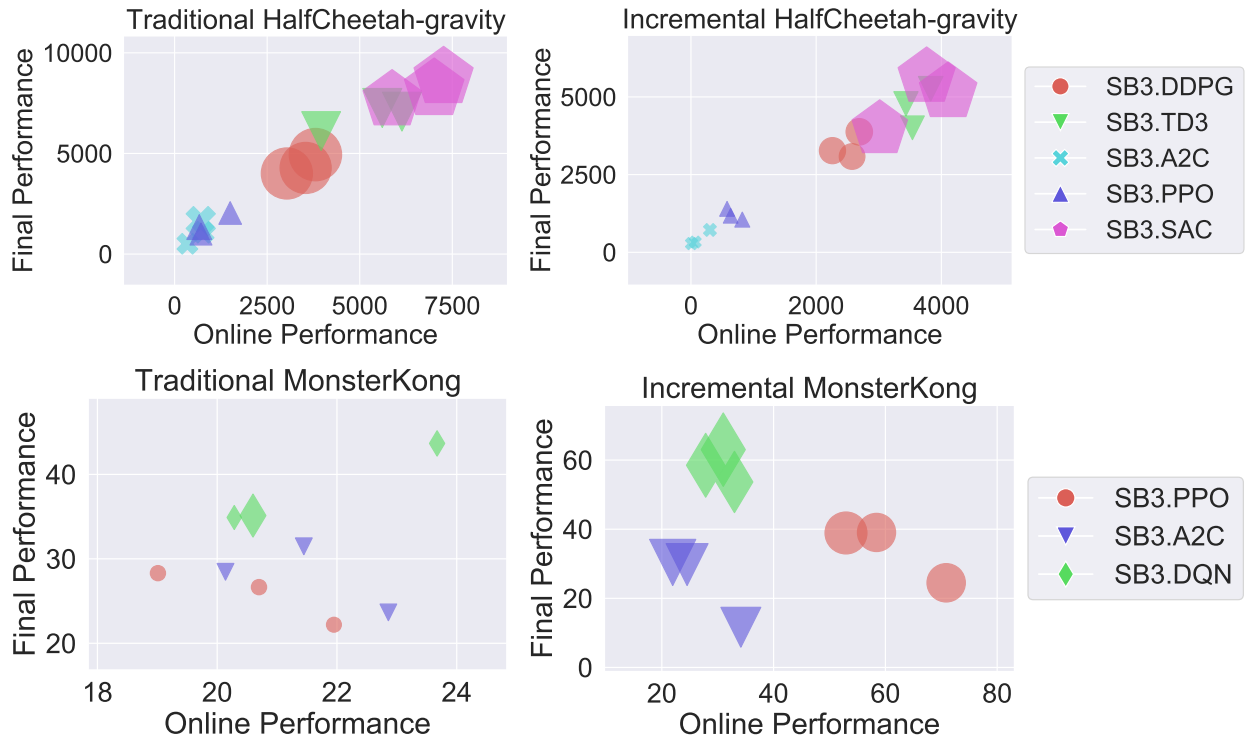 Traditional HalfCheetah-gravity
Final Performance
10000
5000
0
0 2500 5000 7500
Online Performance
Incremental HalfCheetah-gravity
Final Performance
5000
2500
0
0 2000 4000
Online Performance
SB3.DDPG
SB3.TD3
SB3.A2C
SB3.PPO
SB3.SAC
Traditional MonsterKong
Final Performance
40
30
20
18 20 22 24
Online Performance
Incremental MonsterKong
Final Performance
60
40
20
0
20 40 60 80
Online Performance
SB3.PPO
SB3.A2C
SB3.DQN